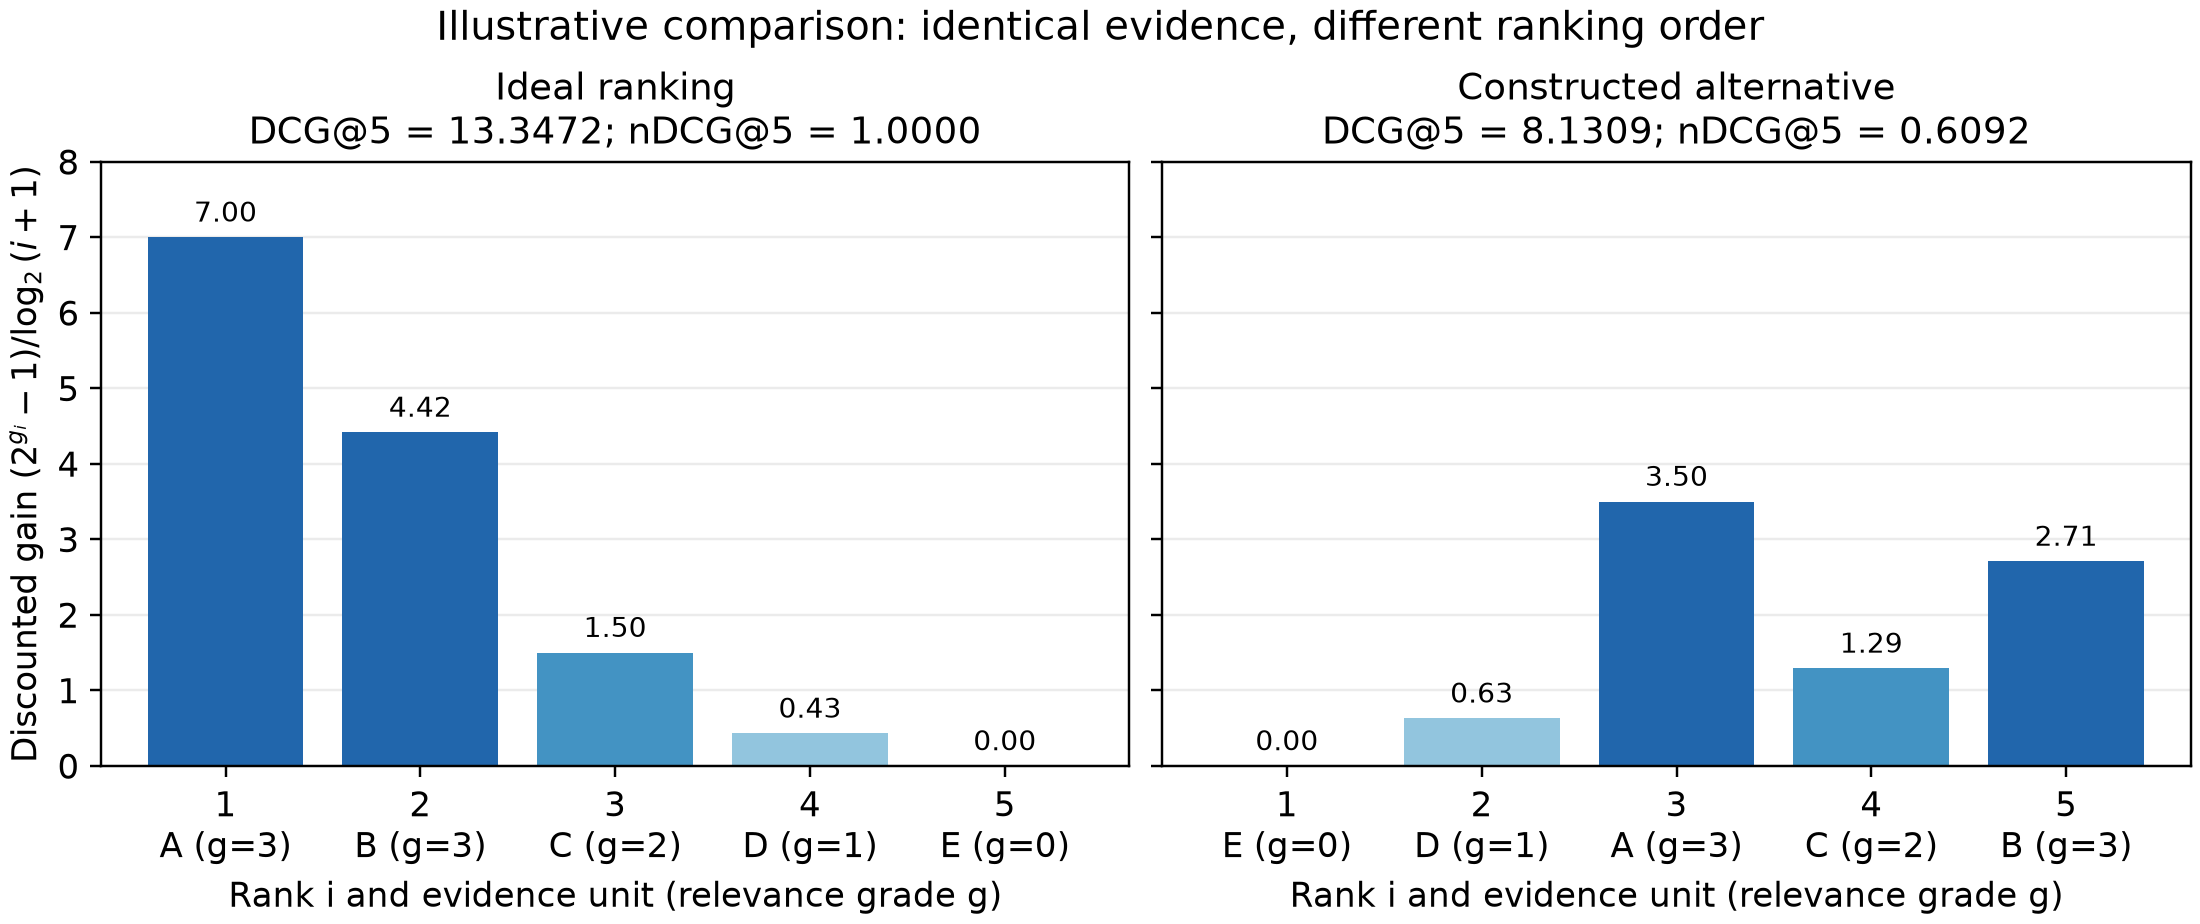 Illustrative comparison: identical evidence, different ranking order
Ideal ranking
DCG@5 = 13.3472; nDCG@5 = 1.0000
Discounted gain (2^{g_i} − 1)/log₂ (i + 1)
8
7
6
5
4
3
2
1
0
7.00
4.42
1.50
0.43
0.00
1 2 3 4 5
A (g=3) B (g=3) C (g=2) D (g=1) E (g=0)
Rank i and evidence unit (relevance grade g)
Constructed alternative
DCG@5 = 8.1309; nDCG@5 = 0.6092
0.00
0.63
3.50
1.29
2.71
1 2 3 4 5
E (g=0) D (g=1) A (g=3) C (g=2) B (g=3)
Rank i and evidence unit (relevance grade g)